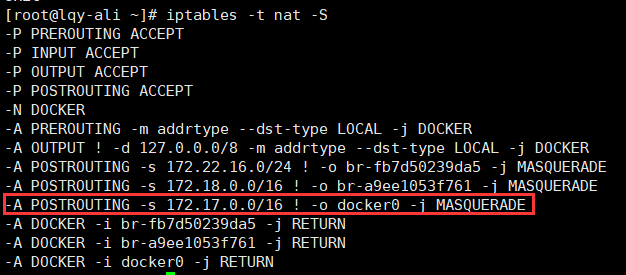 [root@lqy-ali ~]# iptables -t nat -S
-P PREROUTING ACCEPT
-P INPUT ACCEPT
-P OUTPUT ACCEPT
-P POSTROUTING ACCEPT
-N DOCKER
-A PREROUTING -m addrtype --dst-type LOCAL -j DOCKER
-A OUTPUT ! -d 127.0.0.0/8 -m addrtype --dst-type LOCAL -j DOCKER
-A POSTROUTING -s 172.22.16.0/24 ! -o br-fb7d50239da5 -j MASQUERADE
-A POSTROUTING -s 172.18.0.0/16 ! -o br-a9ee1053f761 -j MASQUERADE
-A POSTROUTING -s 172.17.0.0/16 ! -o docker0 -j MASQUERADE
-A DOCKER -i br-fb7d50239da5 -j RETURN
-A DOCKER -i br-a9ee1053f761 -j RETURN
-A DOCKER -i docker0 -j RETURN